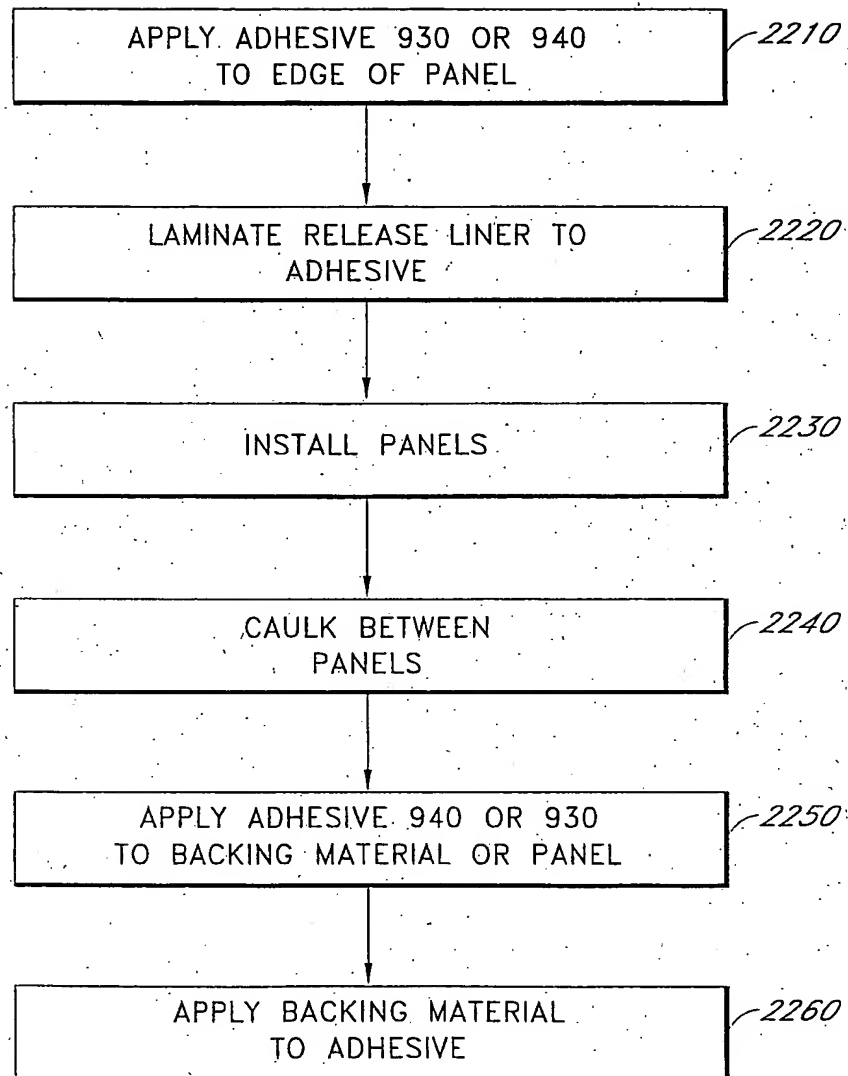 APPLY ADHESIVE 930 OR 940
TO EDGE OF PANEL
2210
LAMINATE RELEASE LINER TO
ADHESIVE
2220
INSTALL PANELS
2230
CAULK BETWEEN
PANELS
2240
APPLY ADHESIVE 940 OR 930
TO BACKING MATERIAL OR PANEL
2250
APPLY BACKING MATERIAL
TO ADHESIVE
2260